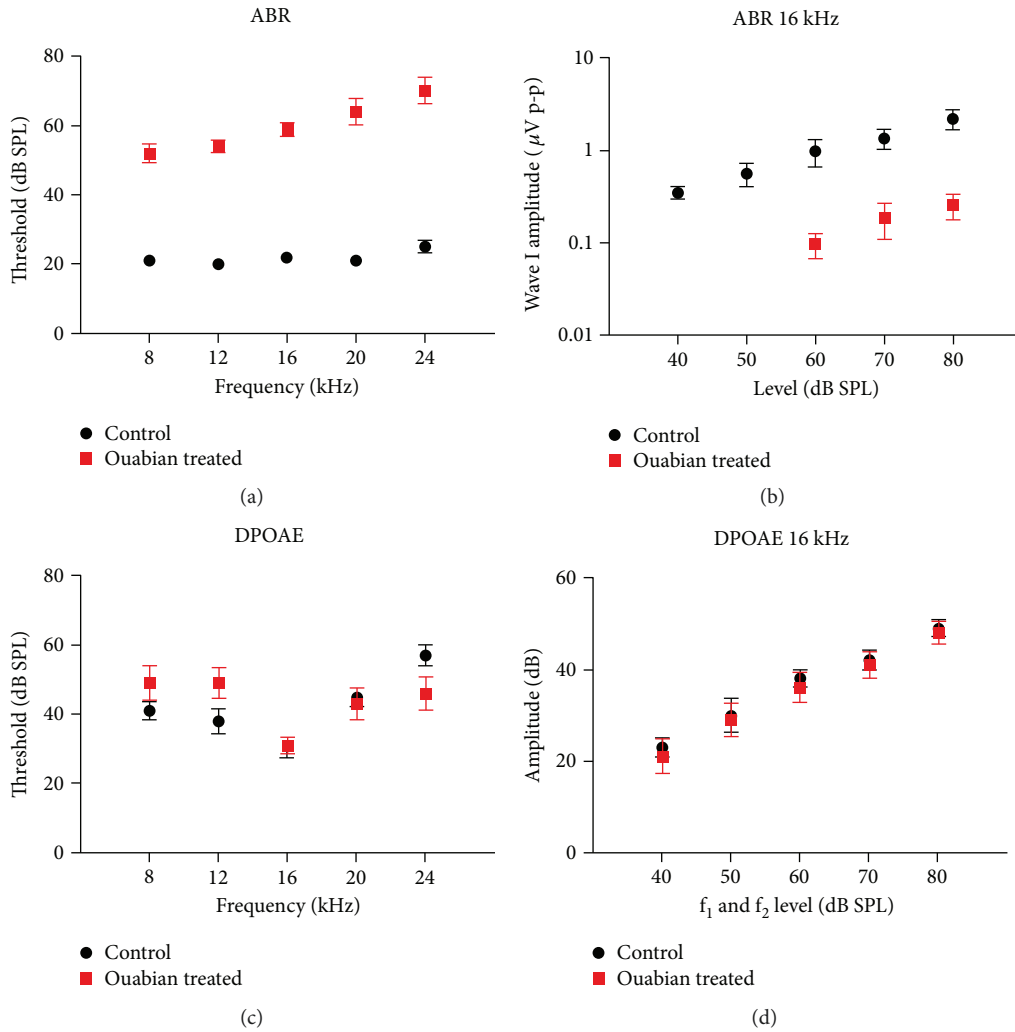 ABR
Threshold (dB SPL)
80
60
40
20
0
8 12 16 20 24
Frequency (kHz)
Control
Ouabian treated
(a)
ABR 16 kHz
Wave I amplitude (μV p-p)
10
1
0.1
0.01
40 50 60 70 80
Level (dB SPL)
Control
Ouabian treated
(b)
DPOAE
Threshold (dB SPL)
80
60
40
20
0
8 12 16 20 24
Frequency (kHz)
Control
Ouabian treated
(c)
DPOAE 16 kHz
Amplitude (dB)
60
40
20
0
40 50 60 70 80
f₁ and f₂ level (dB SPL)
Control
Ouabian treated
(d)